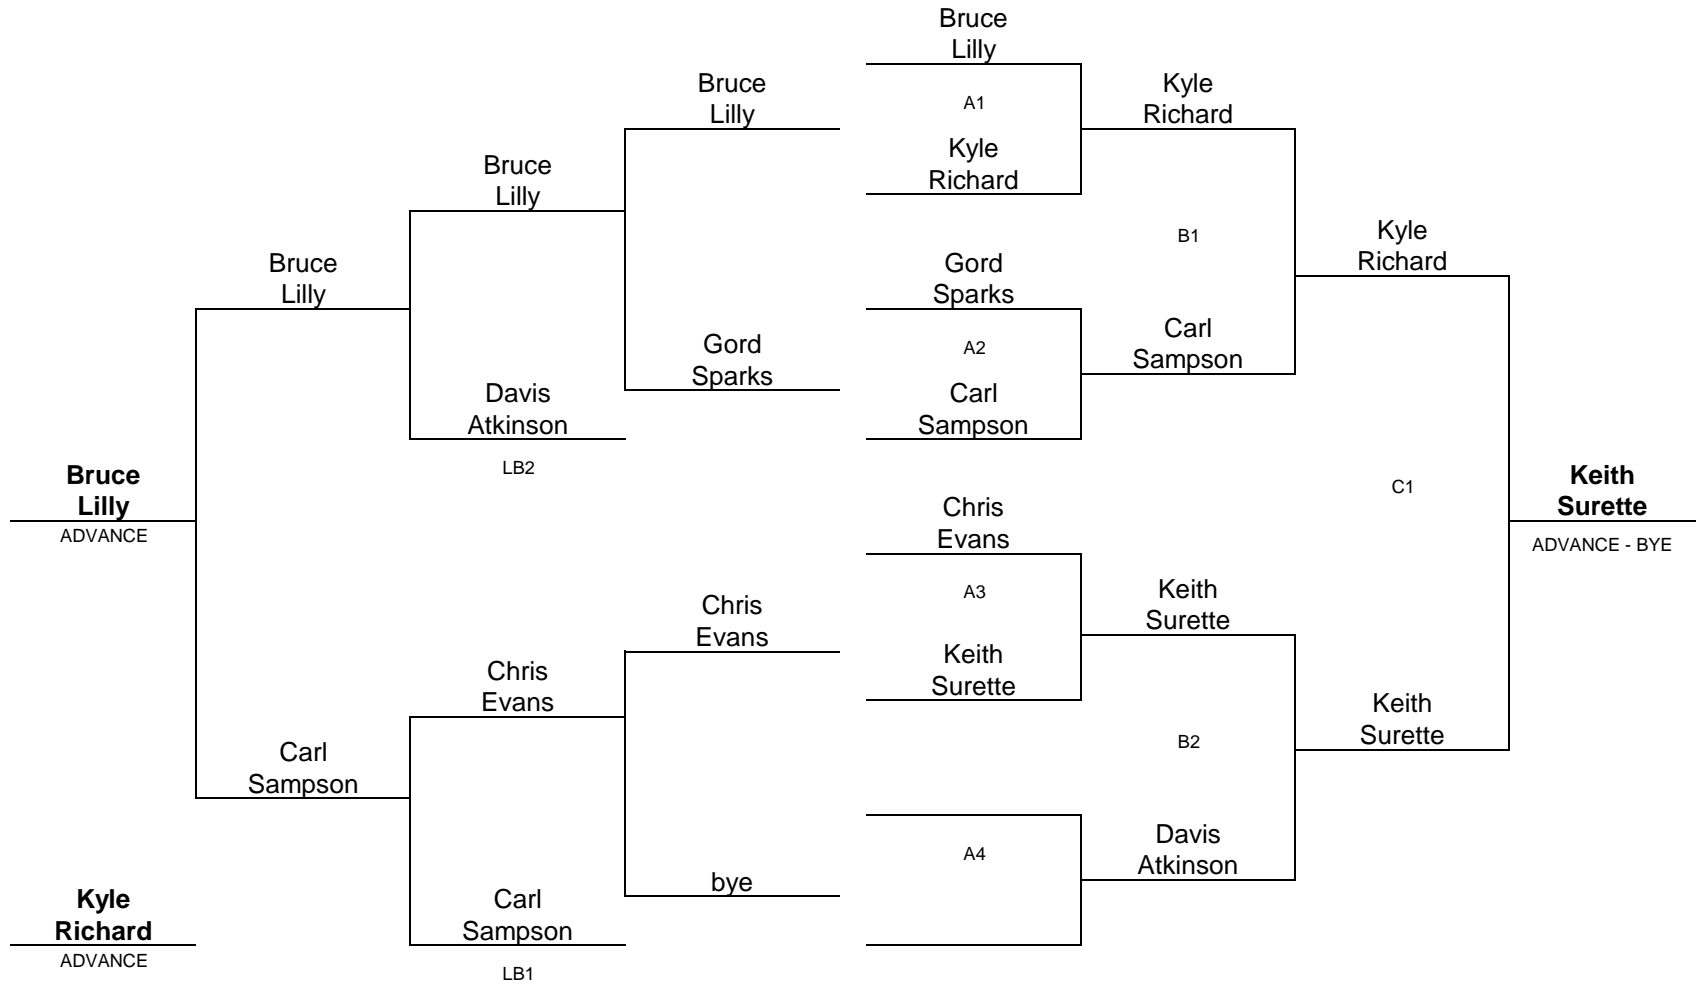 Bruce
Lilly
Bruce
Lilly
A1
Kyle
Richard
Kyle
Richard
Bruce
Lilly
B1
Kyle
Richard
Bruce
Lilly
Gord
Sparks
Gord
Sparks
A2
Carl
Sampson
Davis
Atkinson
LB2
Carl
Sampson
Bruce
Lilly
ADVANCE
C1
Keith
Surette
ADVANCE - BYE
Chris
Evans
A3
Keith
Surette
Chris
Evans
Keith
Surette
Chris
Evans
Keith
Surette
B2
Carl
Sampson
A4
Davis
Atkinson
bye
Kyle
Richard
ADVANCE
Carl
Sampson
LB1